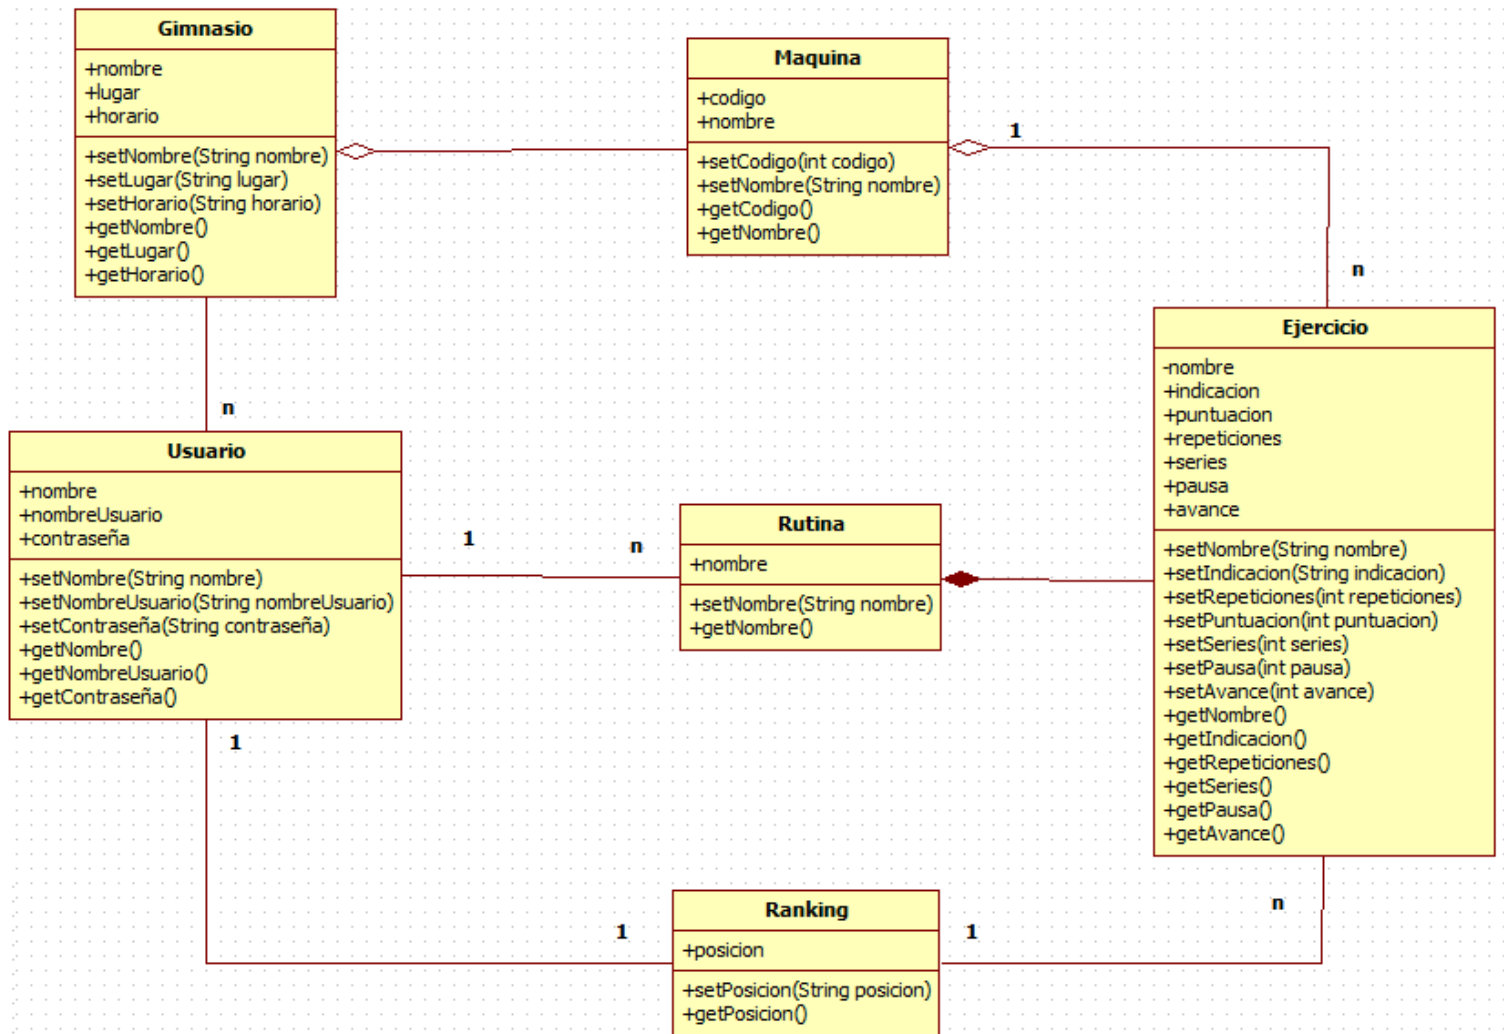 Gimnasio
+nombre
+lugar
+horario
+setNombre(String nombre)
+setLugar(String lugar)
+setHorario(String horario)
+getNombre()
+getLugar()
+getHorario()
Maquina
+codigo
+nombre
+setCodigo(int codigo)
+setNombre(String nombre)
+getCodigo()
+getNombre()
1
n
Ejercicio
-nombre
+indicacion
+puntuacion
+repeticiones
+series
+pausa
+avance
+setNombre(String nombre)
+setIndicacion(String indicacion)
+setRepeticiones(int repeticiones)
+setPuntuacion(int puntuacion)
+setSeries(int series)
+setPausa(int pausa)
+setAvance(int avance)
+getNombre()
+getIndicacion()
+getRepeticiones()
+getSeries()
+getPausa()
+getAvance()
n
Usuario
+nombre
+nombreUsuario
+contraseña
+setNombre(String nombre)
+setNombreUsuario(String nombreUsuario)
+setContraseña(String contraseña)
+getNombre()
+getNombreUsuario()
+getContraseña()
1
n
Rutina
+nombre
+setNombre(String nombre)
+getNombre()
1
1
Ranking
+posicion
+setPosicion(String posicion)
+getPosicion()
1
n